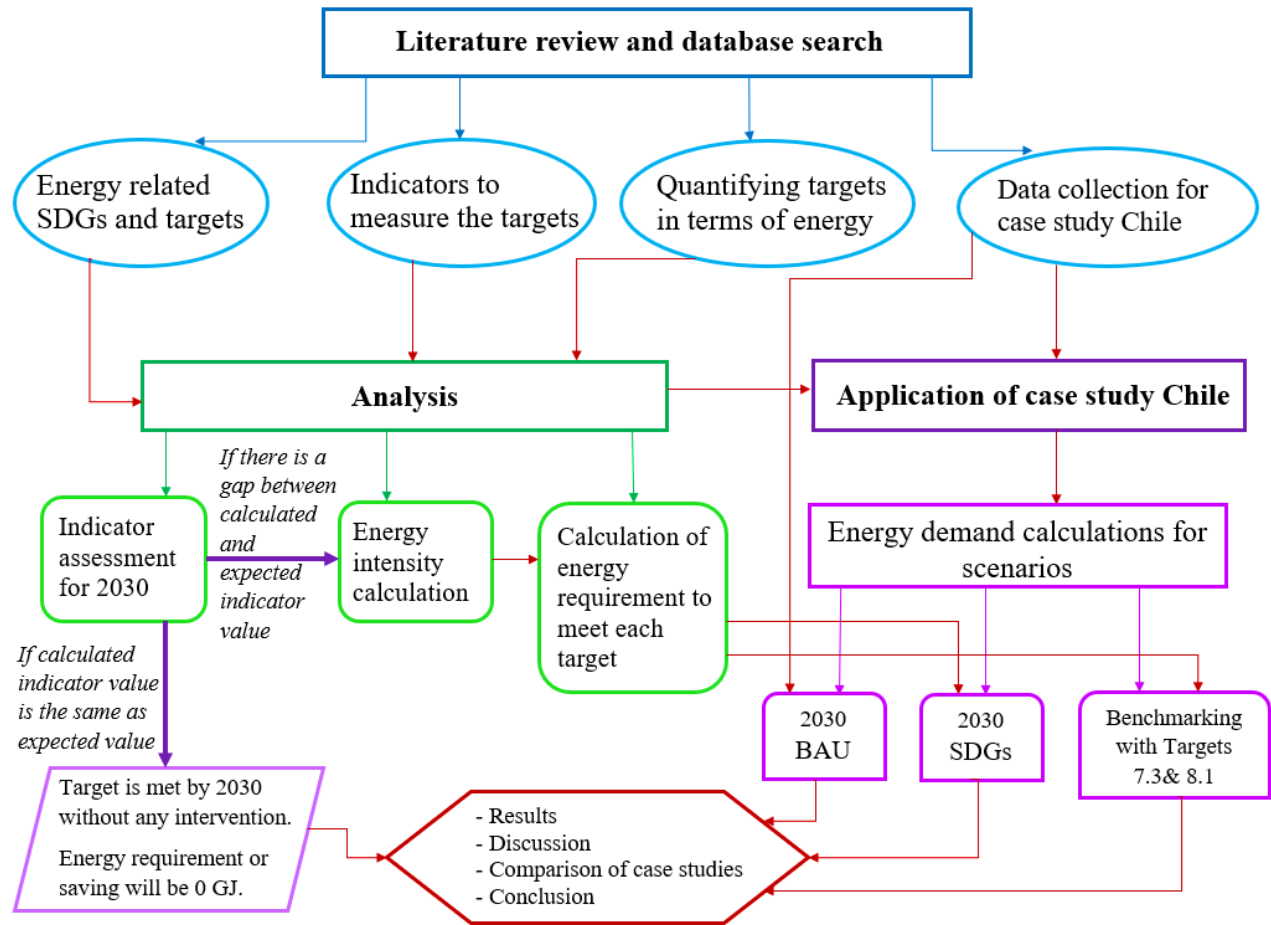 Literature review and database search
Energy related
SDGs and targets
Indicators to
measure the targets
Quantifying targets
in terms of energy
Data collection for
case study Chile
Analysis
Application of case study Chile
Indicator
assessment
for 2030
If there is a
gap between
calculated
and
expected
indicator
value
Energy
intensity
calculation
Calculation of
energy
requirement to
meet each
target
Energy demand calculations for
scenarios
If calculated
indicator value
is the same as
expected value
2030
BAU
2030
SDGs
Benchmarking
with Targets
7.3& 8.1
Target is met by 2030
without any intervention.
Energy requirement or
saving will be 0 GJ.
- Results
- Discussion
- Comparison of case studies
- Conclusion